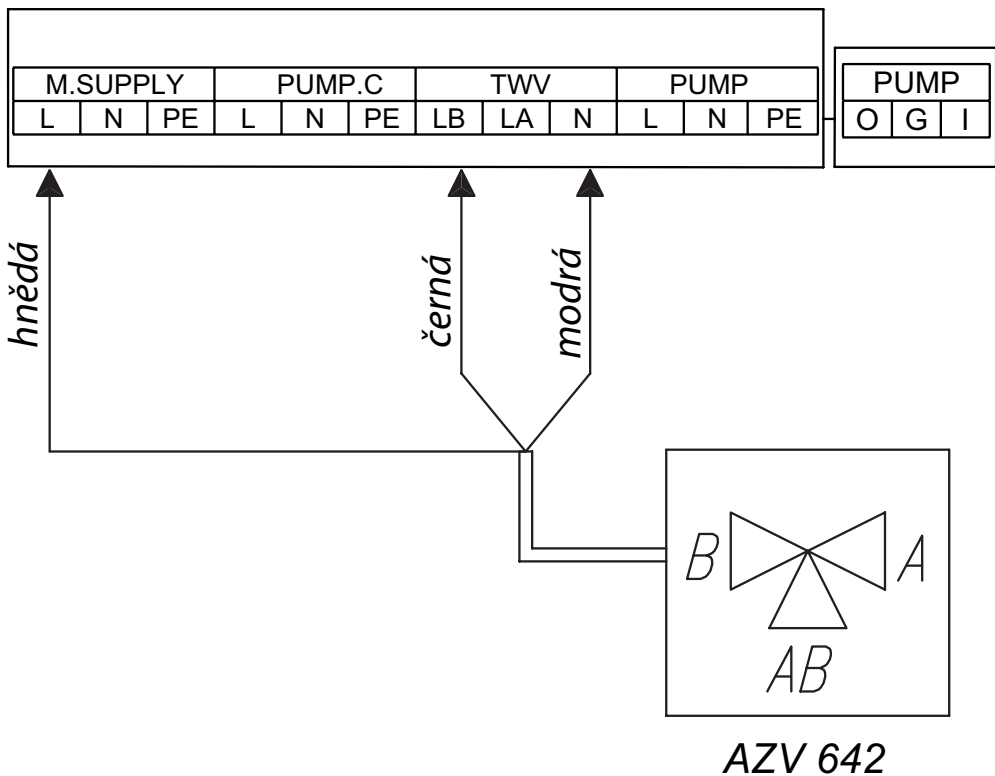 M.SUPPLY PUMP.C TWV PUMP
L N PE L N PE LB LA N L N PE
PUMP
O G I
hnědá
černá
modrá
B A
AB
AZV 642